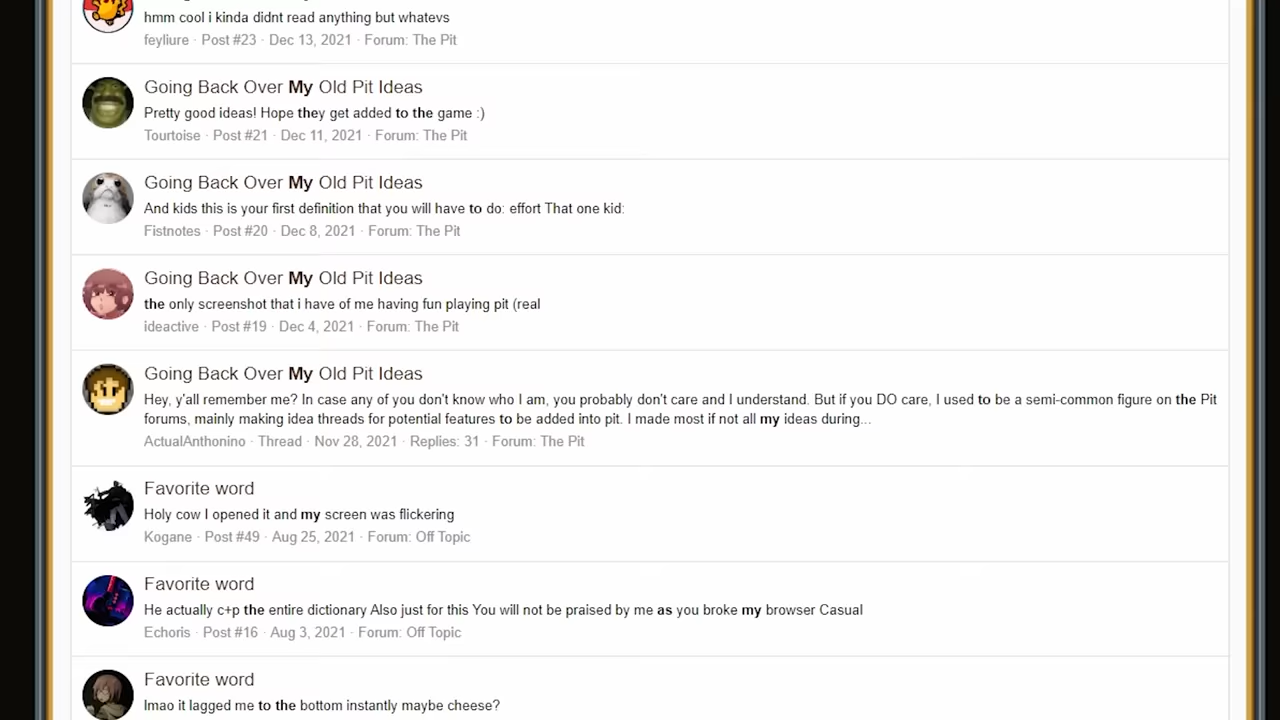 hmm cool i kinda didnt read anything but whatevs
feyliure · Post #23 · Dec 13, 2021 · Forum: The Pit
Going Back Over My Old Pit Ideas
Pretty good ideas! Hope they get added to the game :)
Tourtoise · Post #21 · Dec 11, 2021 · Forum: The Pit
Going Back Over My Old Pit Ideas
And kids this is your first definition that you will have to do: effort That one kid:
Fistnotes · Post #20 · Dec 8, 2021 · Forum: The Pit
Going Back Over My Old Pit Ideas
the only screenshot that i have of me having fun playing pit (real
ideactive · Post #19 · Dec 4, 2021 · Forum: The Pit
Going Back Over My Old Pit Ideas
Hey, y'all remember me? In case any of you don't know who I am, you probably don't care and I understand. But if you DO care, I used to be a semi-common figure on the Pit
forums, mainly making idea threads for potential features to be added into pit. I made most if not all my ideas during...
ActualAnthonino · Thread · Nov 28, 2021 · Replies: 31 · Forum: The Pit
Favorite word
Holy cow I opened it and my screen was flickering
Kogane · Post #49 · Aug 25, 2021 · Forum: Off Topic
Favorite word
He actually c+p the entire dictionary Also just for this You will not be praised by me as you broke my browser Casual
Echoris · Post #16 · Aug 3, 2021 · Forum: Off Topic
Favorite word
lmao it lagged me to the bottom instantly maybe cheese?